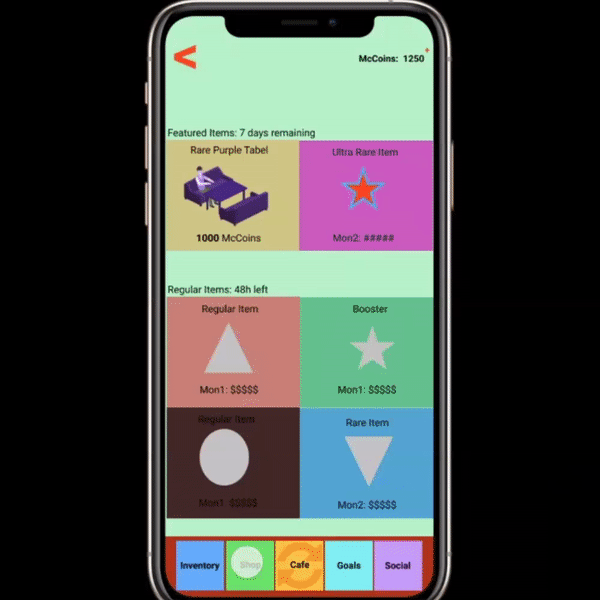 <
McCoins: 1250 +
Featured Items: 7 days remaining
Rare Purple Tabel
Ultra Rare Item
1000 McCoins
Mon2: #####
Regular Items: 48h left
Regular Item
Booster
Mon1: $$$$$
Mon1: $$$$$
Regular Item
Rare Item
Mon1: $$$$$
Mon2: $$$$$
Inventory
Shop
Cafe
Goals
Social